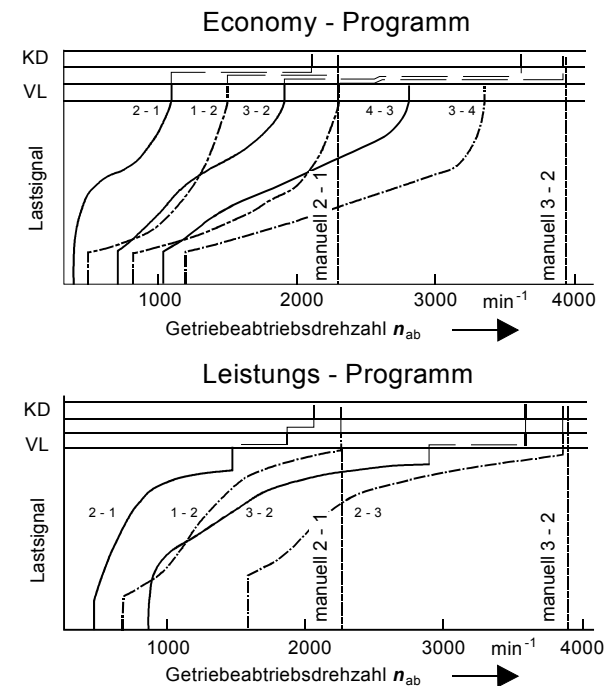 Economy - Programm
KD
VL
2 - 1
1 - 2
3 - 2
4 - 3
3 - 4
Lastsignal
manuell 2 - 1
manuell 3 - 2
1000 2000 3000 min⁻¹ 4000
Getriebeabtriebsdrehzahl nab
Leistungs - Programm
KD
VL
2 - 1
1 - 2
3 - 2
2 - 3
Lastsignal
manuell 2 - 1
manuell 3 - 2
1000 2000 3000 min⁻¹ 4000
Getriebeabtriebsdrehzahl nab